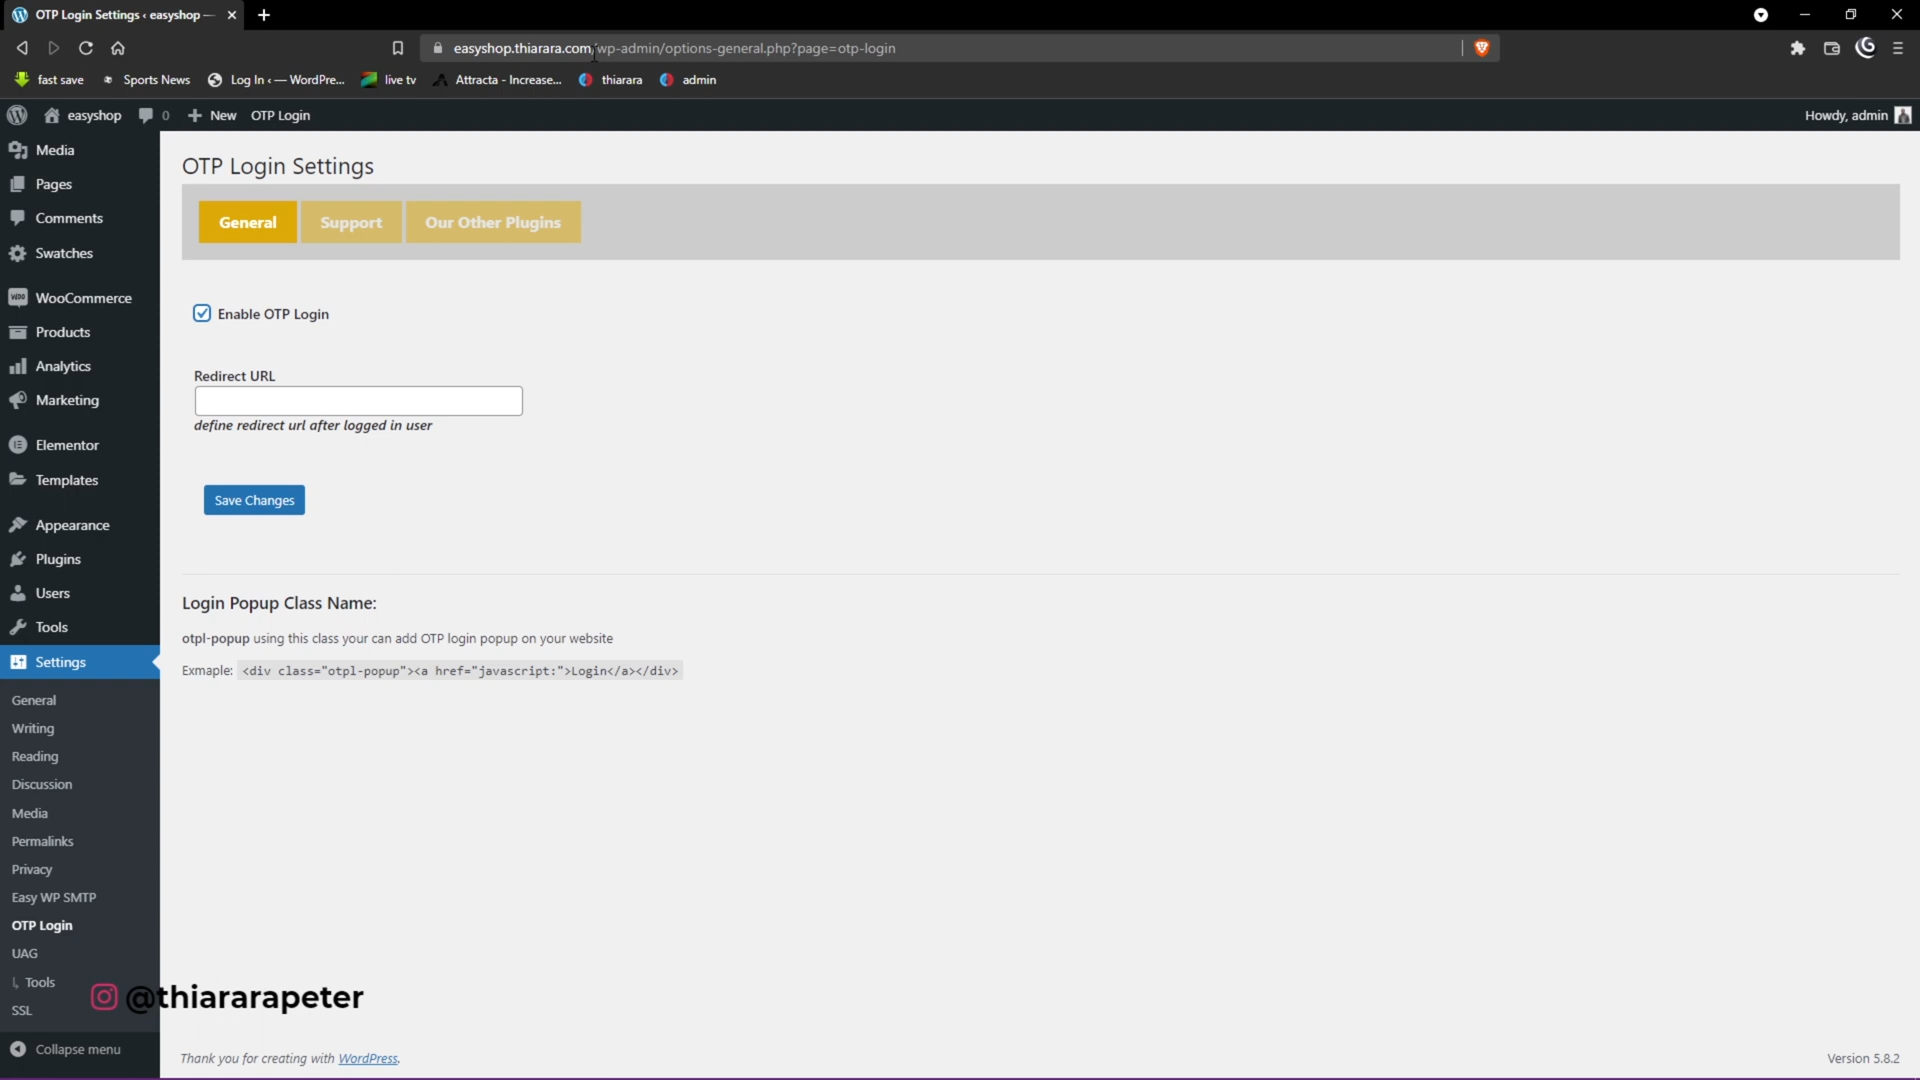 OTP Login Settings ‹ easyshop —
easyshop.thiarara.com/wp-admin/options-general.php?page=otp-login
fast save
Sports News
Log In ‹ — WordPre...
live tv
Attracta - Increase...
thiarara
admin
easyshop
0
New
OTP Login
Howdy, admin
Media
Pages
Comments
Swatches
WooCommerce
Products
Analytics
Marketing
Elementor
Templates
Appearance
Plugins
Users
Tools
Settings
General
Writing
Reading
Discussion
Media
Permalinks
Privacy
Easy WP SMTP
OTP Login
UAG
Tools
SSL
Collapse menu
OTP Login Settings
General
Support
Our Other Plugins
Enable OTP Login
Redirect URL
define redirect url after logged in user
Save Changes
Login Popup Class Name:
otpl-popup using this class your can add OTP login popup on your website
Exmaple: <div class="otpl-popup"><a href="javascript:">Login</a></div>
@thiararapeter
Thank you for creating with WordPress.
Version 5.8.2